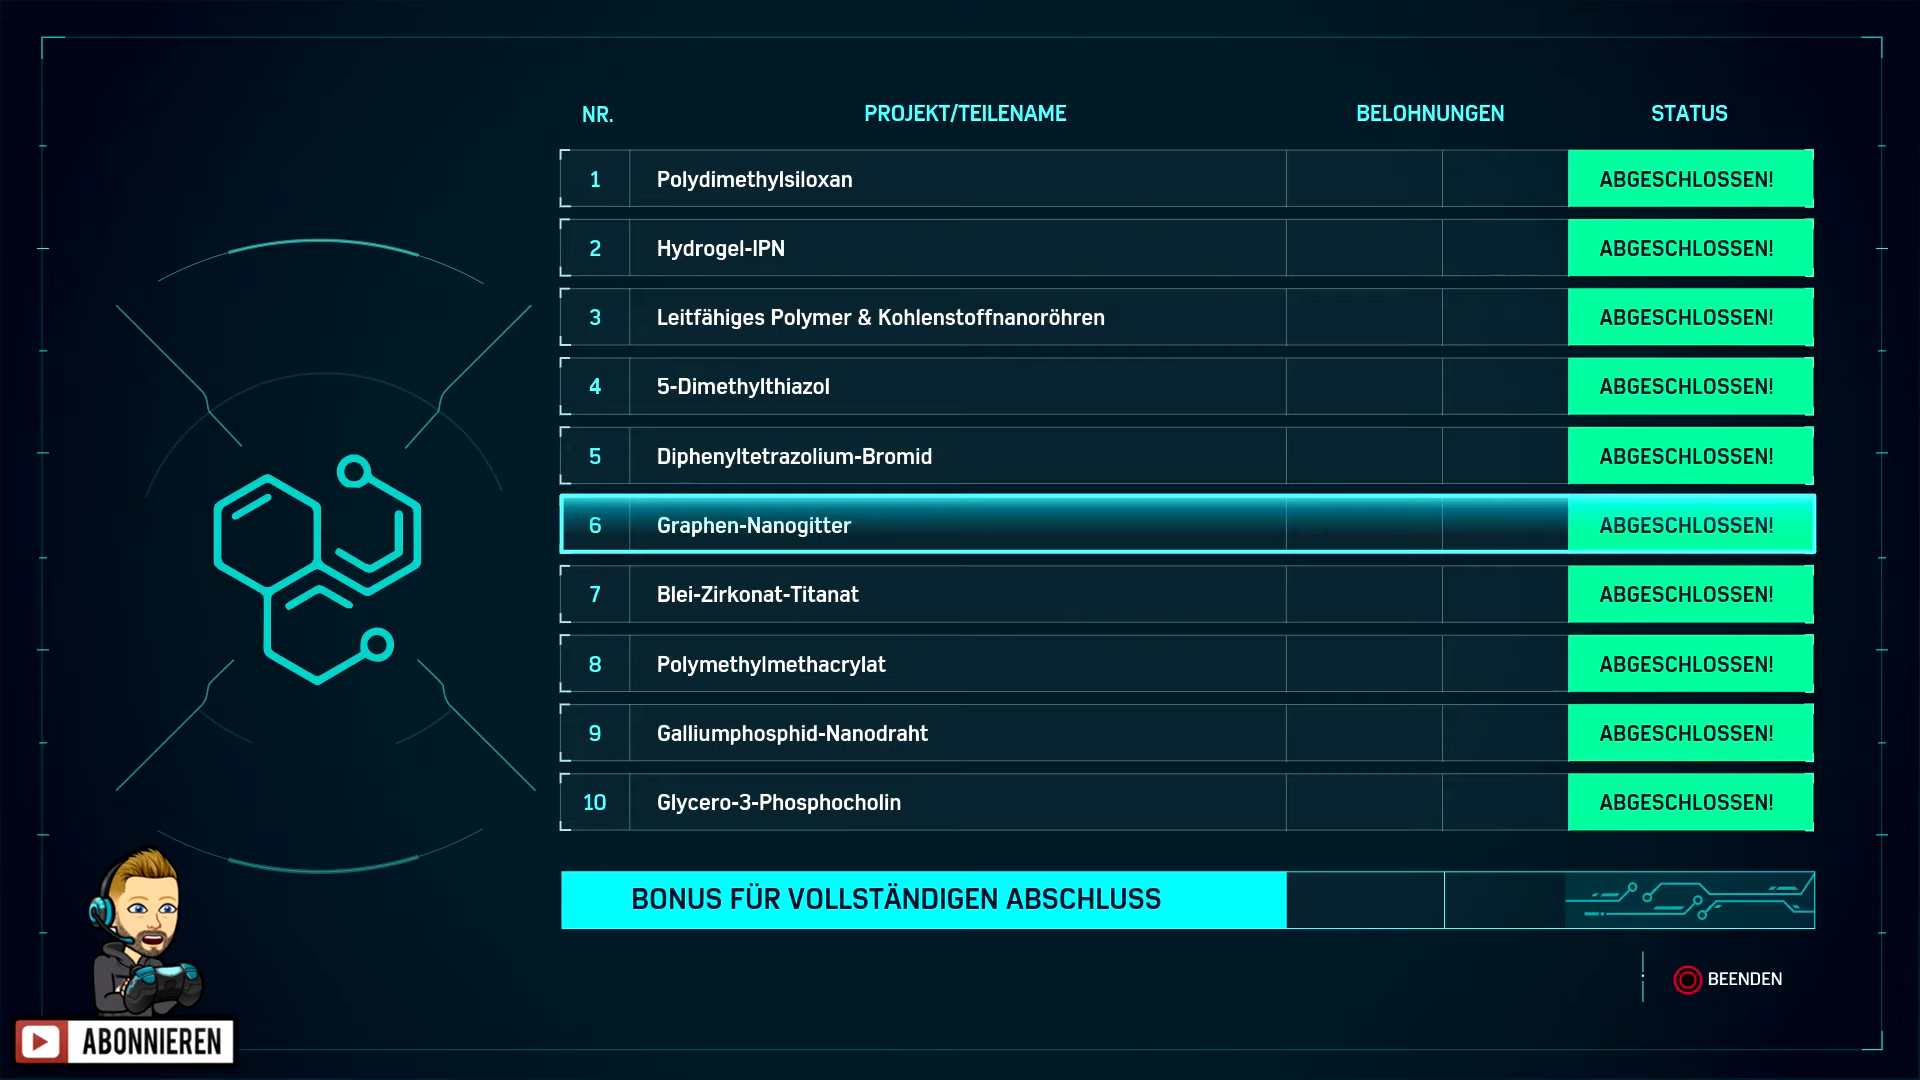 NR. PROJEKT/TEILENAME BELOHNUNGEN STATUS
1 Polydimethylsiloxan ABGESCHLOSSEN!
2 Hydrogel-IPN ABGESCHLOSSEN!
3 Leitfähiges Polymer & Kohlenstoffnanoröhren ABGESCHLOSSEN!
4 5-Dimethylthiazol ABGESCHLOSSEN!
5 Diphenyltetrazolium-Bromid ABGESCHLOSSEN!
6 Graphen-Nanogitter ABGESCHLOSSEN!
7 Blei-Zirkonat-Titanat ABGESCHLOSSEN!
8 Polymethylmethacrylat ABGESCHLOSSEN!
9 Galliumphosphid-Nanodraht ABGESCHLOSSEN!
10 Glycero-3-Phosphocholin ABGESCHLOSSEN!
BONUS FÜR VOLLSTÄNDIGEN ABSCHLUSS
BEENDEN
ABONNIEREN